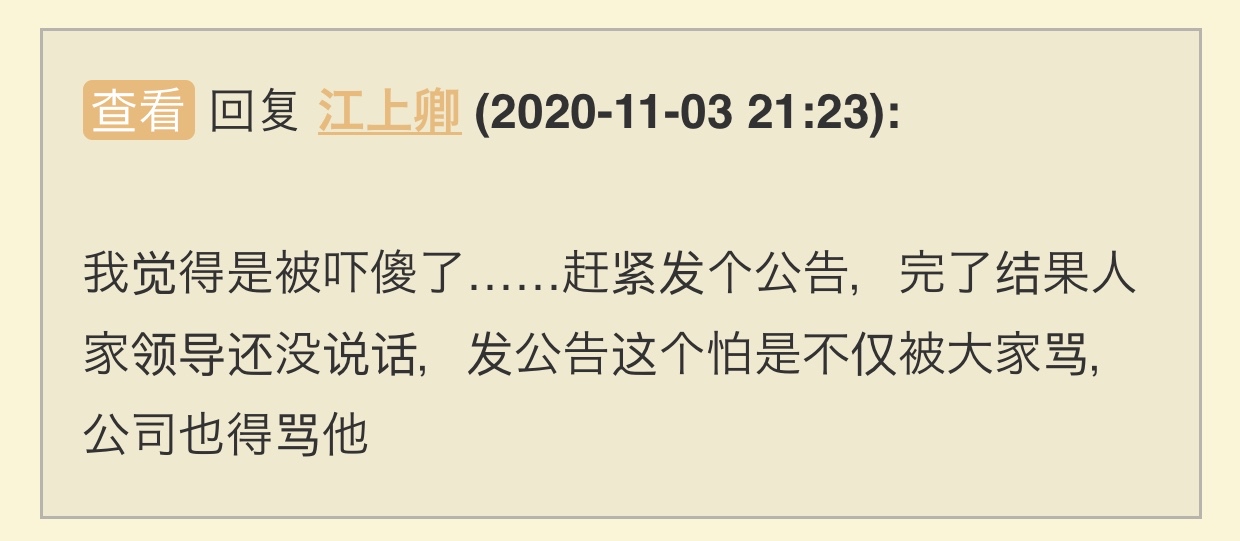 查看 回复 江上卿 (2020-11-03 21:23):
我觉得是被吓傻了……赶紧发个公告，完了结果人
家领导还没说话，发公告这个怕是不仅被大家骂，
公司也得骂他